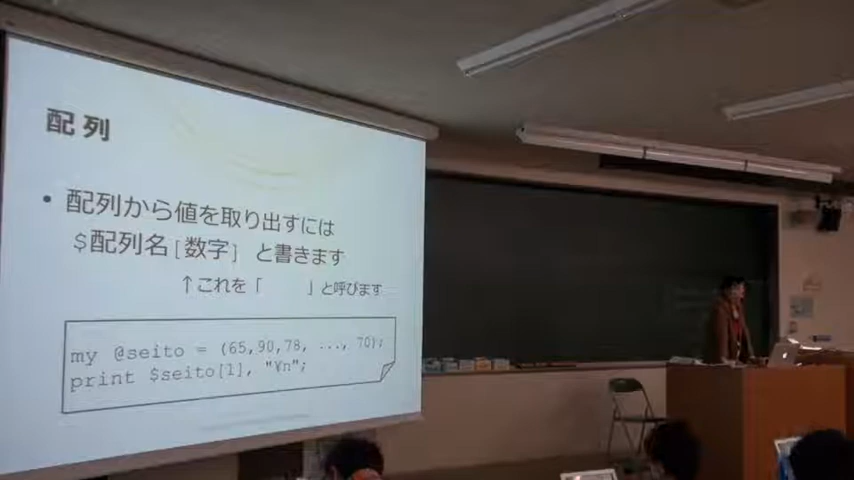 配列
• 配列から値を取り出すには
$配列名[数字] と書きます
↑これを「　　　」と呼びます
my @seito = (65,90,78, ..., 70);
print $seito[1], "¥n";